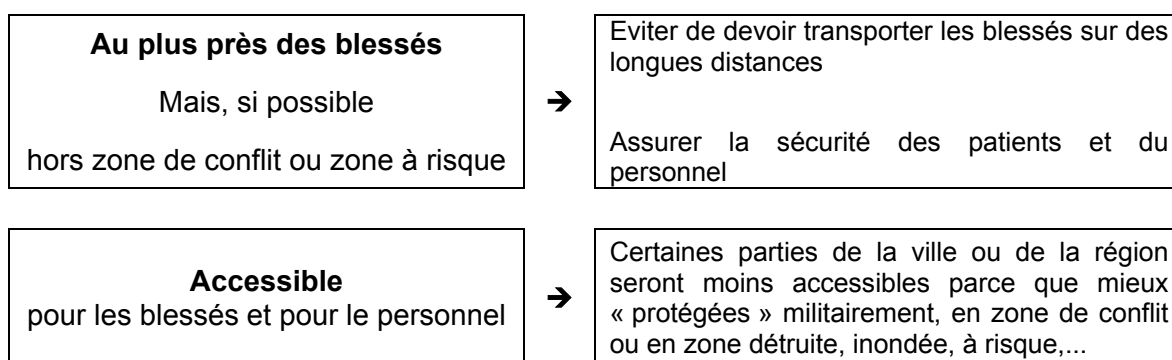 Au plus près des blessés
Mais, si possible
hors zone de conflit ou zone à risque
➔
Eviter de devoir transporter les blessés sur des
longues distances
Assurer la sécurité des patients et du
personnel
Accessible
pour les blessés et pour le personnel
➔
Certaines parties de la ville ou de la région
seront moins accessibles parce que mieux
« protégées » militairement, en zone de conflit
ou en zone détruite, inondée, à risque,...